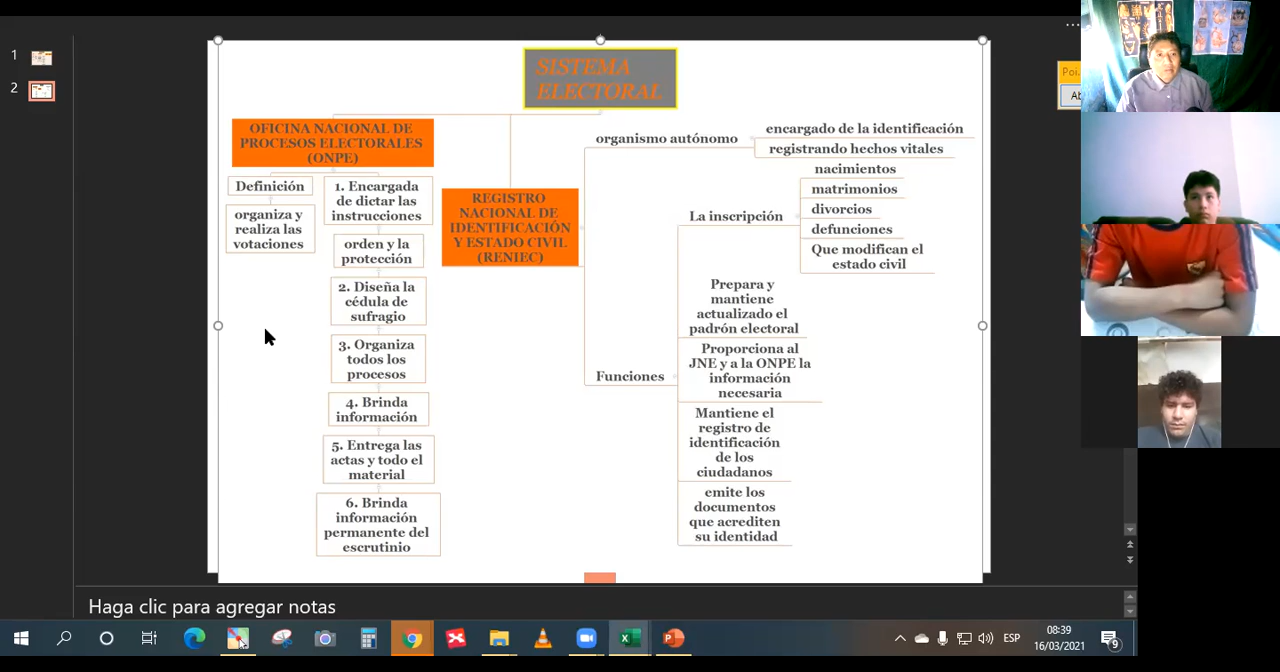 1
2
SISTEMA
ELECTORAL
OFICINA NACIONAL DE
PROCESOS ELECTORALES
(ONPE)
Definición
organiza y
realiza las
votaciones
1. Encargada
de dictar las
instrucciones
orden y la
protección
2. Diseña la
cédula de
sufragio
3. Organiza
todos los
procesos
4. Brinda
información
5. Entrega las
actas y todo el
material
6. Brinda
información
permanente del
escrutinio
REGISTRO
NACIONAL DE
IDENTIFICACIÓN
Y ESTADO CIVIL
(RENIEC)
organismo autónomo
encargado de la identificación
registrando hechos vitales
Funciones
La inscripción
nacimientos
matrimonios
divorcios
defunciones
Que modifican el
estado civil
Prepara y
mantiene
actualizado el
padrón electoral
Proporciona al
JNE y a la ONPE la
información
necesaria
Mantiene el
registro de
identificación
de los
ciudadanos
emite los
documentos
que acrediten
su identidad
Poi..
Haga clic para agregar notas
ESP
08:39
16/03/2021
9